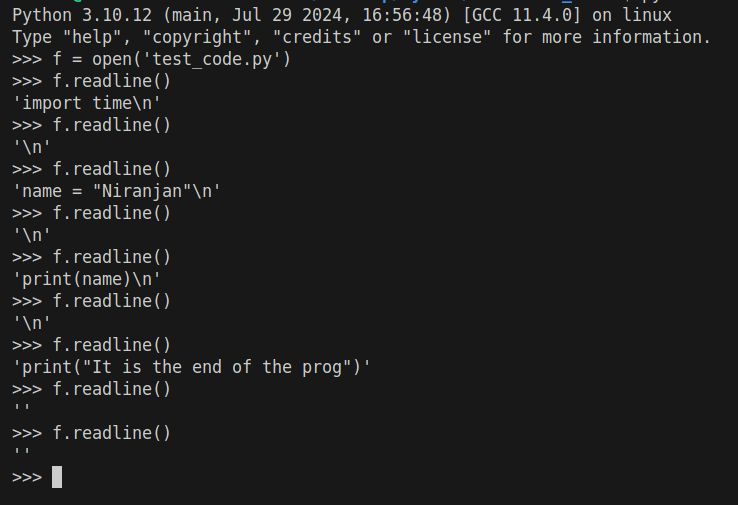 Python 3.10.12 (main, Jul 29 2024, 16:56:48) [GCC 11.4.0] on linux
Type "help", "copyright", "credits" or "license" for more information.
>>> f = open('test_code.py')
>>> f.readline()
'import time\n'
>>> f.readline()
'\n'
>>> f.readline()
'name = "Niranjan"\n'
>>> f.readline()
'\n'
>>> f.readline()
'print(name)\n'
>>> f.readline()
'\n'
>>> f.readline()
'print("It is the end of the prog")'
>>> f.readline()
''
>>> f.readline()
''
>>>